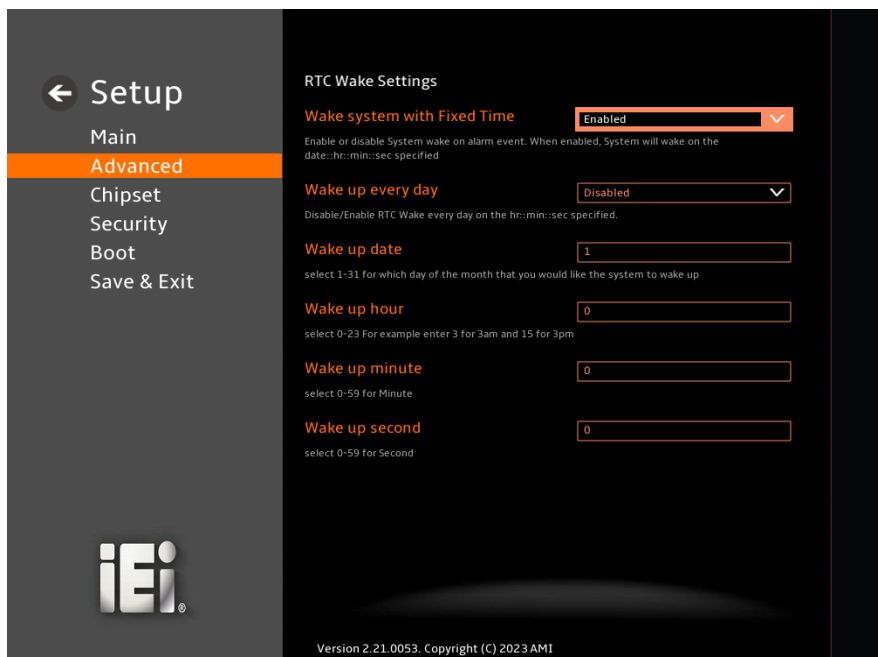 Setup
Main
Advanced
Chipset
Security
Boot
Save & Exit
RTC Wake Settings
Wake system with Fixed Time
Enabled
Enable or disable System wake on alarm event. When enabled, System will wake on the
date::hr::min::sec specified
Wake up every day
Disabled
Disable/Enable RTC Wake every day on the hr::min::sec specified.
Wake up date
1
select 1-31 for which day of the month that you would like the system to wake up
Wake up hour
0
select 0-23 For example enter 3 for 3am and 15 for 3pm
Wake up minute
0
select 0-59 for Minute
Wake up second
0
select 0-59 for Second
iEi®
Version 2.21.0053. Copyright (C) 2023 AMI